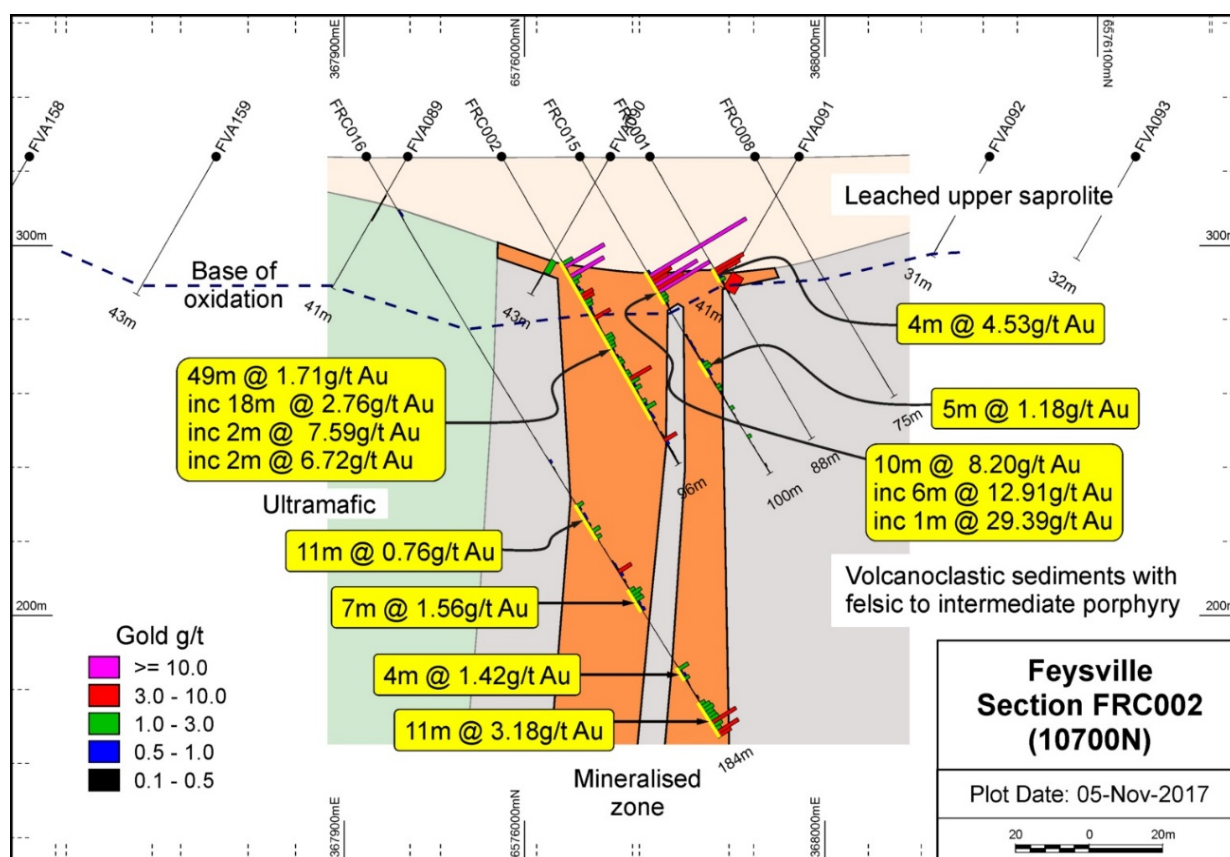 367900mE
6576000mN
368000mE
6576100mN
FVA158
FVA159
FRC016
FVA089
FRC002
FRC015
FVA090
FRC001
FRC008
FVA091
FVA092
FVA093
Leached upper saprolite
300m
300m
Base of
oxidation
43m
41m
43m
41m
31m
32m
4m @ 4.53g/t Au
49m @ 1.71g/t Au
inc 18m @ 2.76g/t Au
inc 2m @ 7.59g/t Au
inc 2m @ 6.72g/t Au
5m @ 1.18g/t Au
75m
88m
100m
96m
10m @ 8.20g/t Au
inc 6m @ 12.91g/t Au
inc 1m @ 29.39g/t Au
Ultramafic
11m @ 0.76g/t Au
Volcanoclastic sediments with
felsic to intermediate porphyry
7m @ 1.56g/t Au
200m
200m
Gold g/t
>= 10.0
3.0 - 10.0
1.0 - 3.0
0.5 - 1.0
0.1 - 0.5
4m @ 1.42g/t Au
11m @ 3.18g/t Au
184m
Mineralised
zone
Feysville
Section FRC002
(10700N)
Plot Date: 05-Nov-2017
20 0 20m
367900mE
6576000mN
368000mE